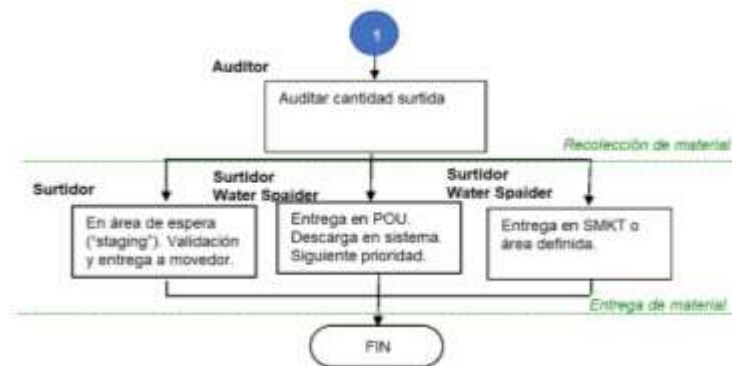 1
Auditor
Auditar cantidad surtida
Recolección de material
Surtidor
En área de espera
("staging"). Validación
y entrega a movedor.
Surtidor
Water Spaider
Entrega en POU.
Descarga en sistema.
Siguiente prioridad.
Surtidor
Water Spaider
Entrega en SMKT o
área definida.
Entrega de material
FIN